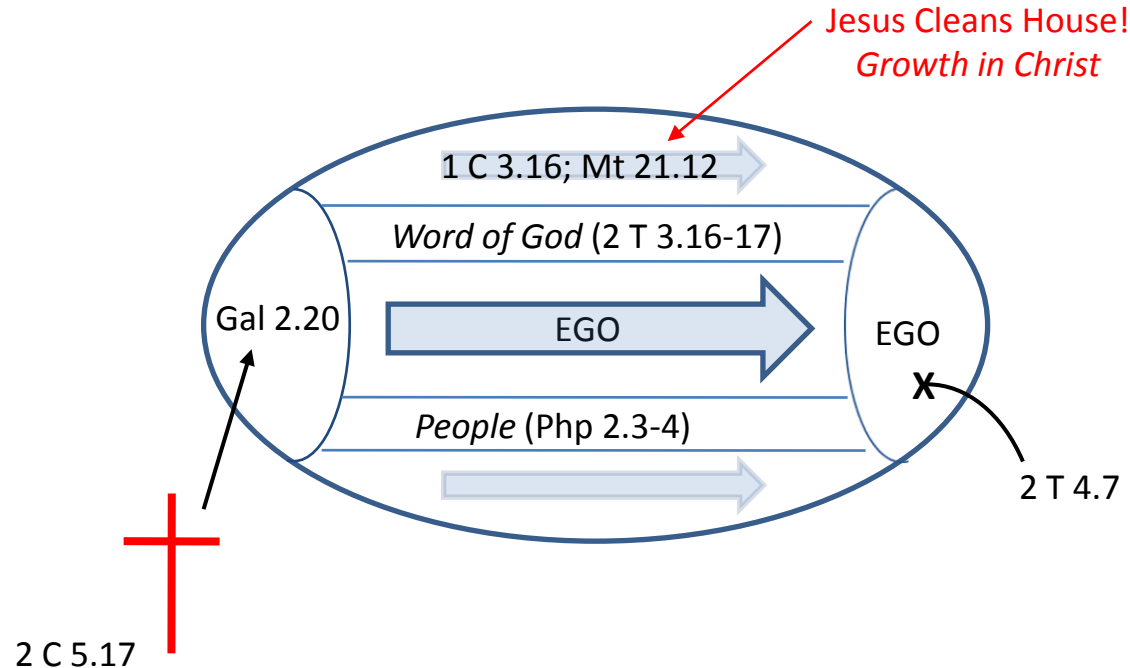 Jesus Cleans House!
Growth in Christ
1 C 3.16; Mt 21.12
Word of God (2 T 3.16-17)
Gal 2.20
EGO
EGO
X
People (Php 2.3-4)
2 T 4.7
2 C 5.17